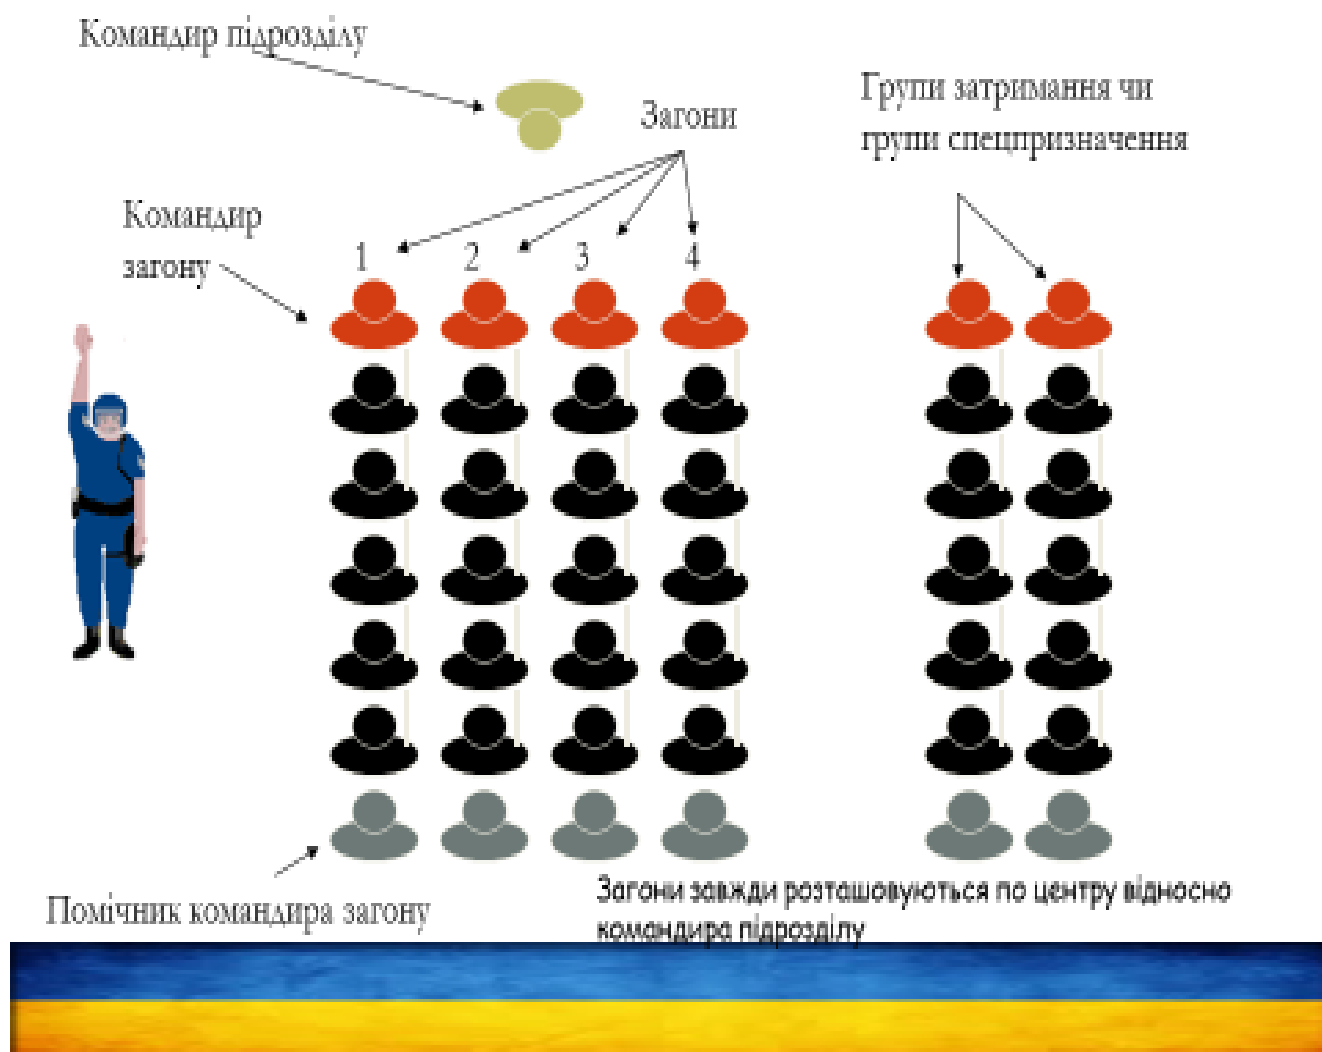 Командир підрозділу
Загони
Групи затримання чи
групи спецпризначення
Командир
загону
1 2 3 4
Помічник командира загону
Загони завжди розташовуються по центру відносно
командира підрозділу